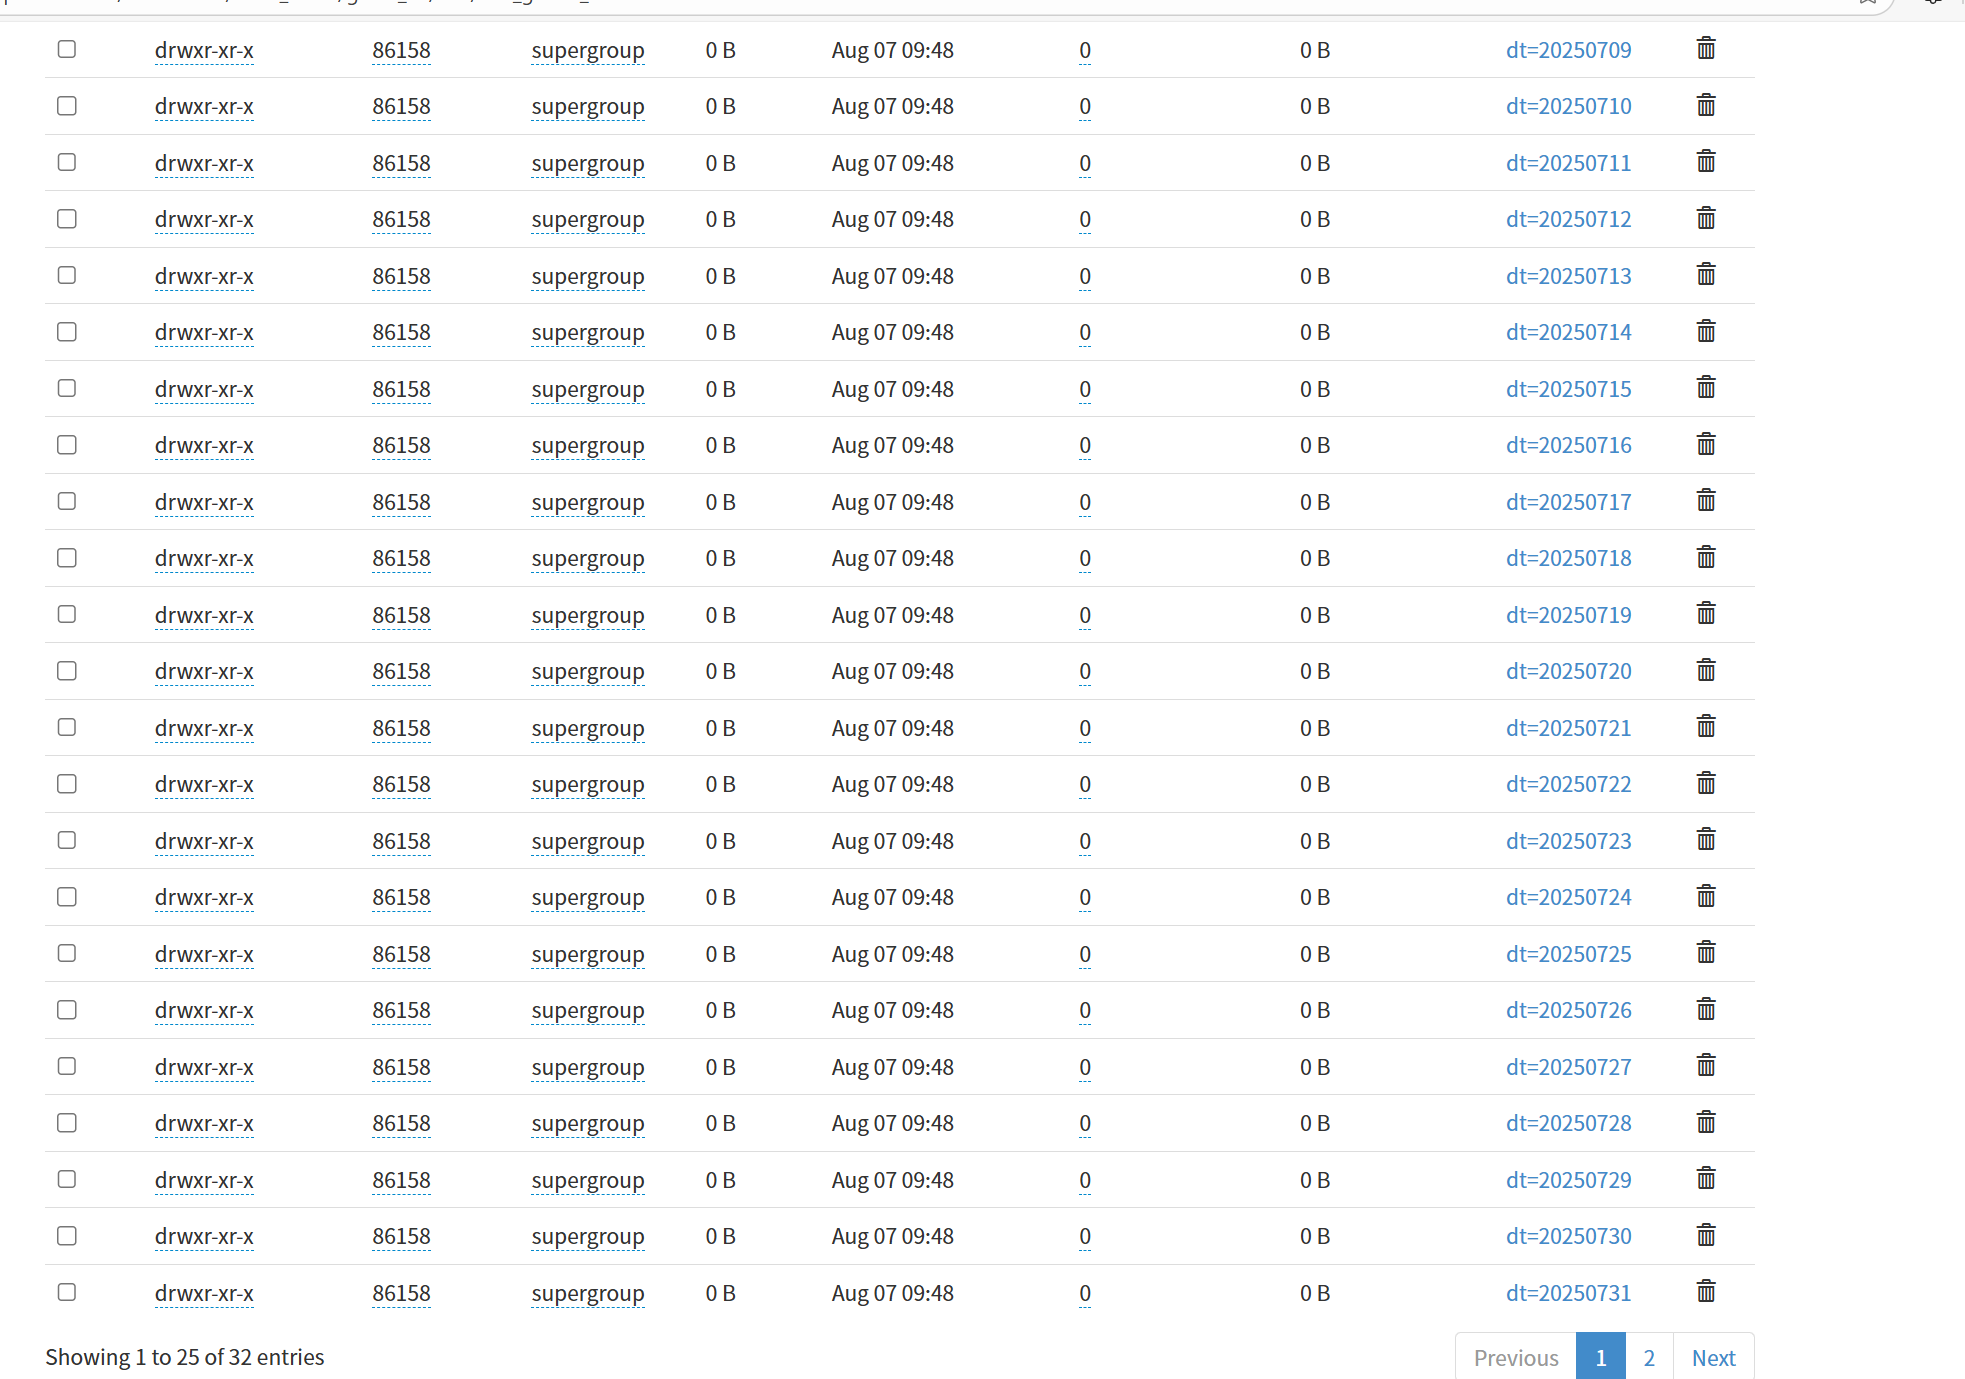 drwxr-xr-x 86158 supergroup 0 B Aug 07 09:48 0 0 B dt=20250709
drwxr-xr-x 86158 supergroup 0 B Aug 07 09:48 0 0 B dt=20250710
drwxr-xr-x 86158 supergroup 0 B Aug 07 09:48 0 0 B dt=20250711
drwxr-xr-x 86158 supergroup 0 B Aug 07 09:48 0 0 B dt=20250712
drwxr-xr-x 86158 supergroup 0 B Aug 07 09:48 0 0 B dt=20250713
drwxr-xr-x 86158 supergroup 0 B Aug 07 09:48 0 0 B dt=20250714
drwxr-xr-x 86158 supergroup 0 B Aug 07 09:48 0 0 B dt=20250715
drwxr-xr-x 86158 supergroup 0 B Aug 07 09:48 0 0 B dt=20250716
drwxr-xr-x 86158 supergroup 0 B Aug 07 09:48 0 0 B dt=20250717
drwxr-xr-x 86158 supergroup 0 B Aug 07 09:48 0 0 B dt=20250718
drwxr-xr-x 86158 supergroup 0 B Aug 07 09:48 0 0 B dt=20250719
drwxr-xr-x 86158 supergroup 0 B Aug 07 09:48 0 0 B dt=20250720
drwxr-xr-x 86158 supergroup 0 B Aug 07 09:48 0 0 B dt=20250721
drwxr-xr-x 86158 supergroup 0 B Aug 07 09:48 0 0 B dt=20250722
drwxr-xr-x 86158 supergroup 0 B Aug 07 09:48 0 0 B dt=20250723
drwxr-xr-x 86158 supergroup 0 B Aug 07 09:48 0 0 B dt=20250724
drwxr-xr-x 86158 supergroup 0 B Aug 07 09:48 0 0 B dt=20250725
drwxr-xr-x 86158 supergroup 0 B Aug 07 09:48 0 0 B dt=20250726
drwxr-xr-x 86158 supergroup 0 B Aug 07 09:48 0 0 B dt=20250727
drwxr-xr-x 86158 supergroup 0 B Aug 07 09:48 0 0 B dt=20250728
drwxr-xr-x 86158 supergroup 0 B Aug 07 09:48 0 0 B dt=20250729
drwxr-xr-x 86158 supergroup 0 B Aug 07 09:48 0 0 B dt=20250730
drwxr-xr-x 86158 supergroup 0 B Aug 07 09:48 0 0 B dt=20250731
Showing 1 to 25 of 32 entries Previous 1 2 Next